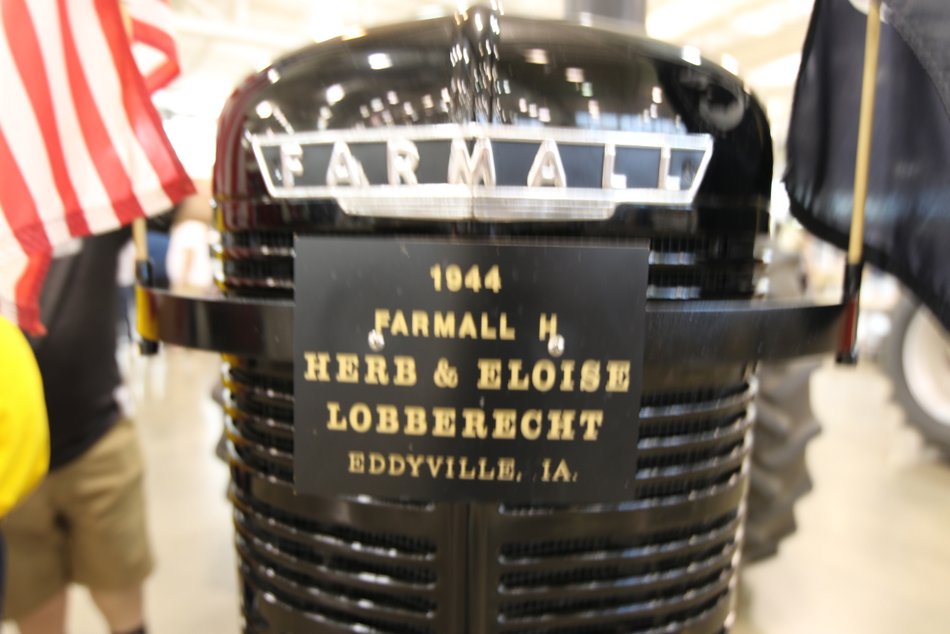 FARMALL
1944
FARMALL H
HERB & ELOISE
LOBBERECHT
EDDYVILLE, IA.